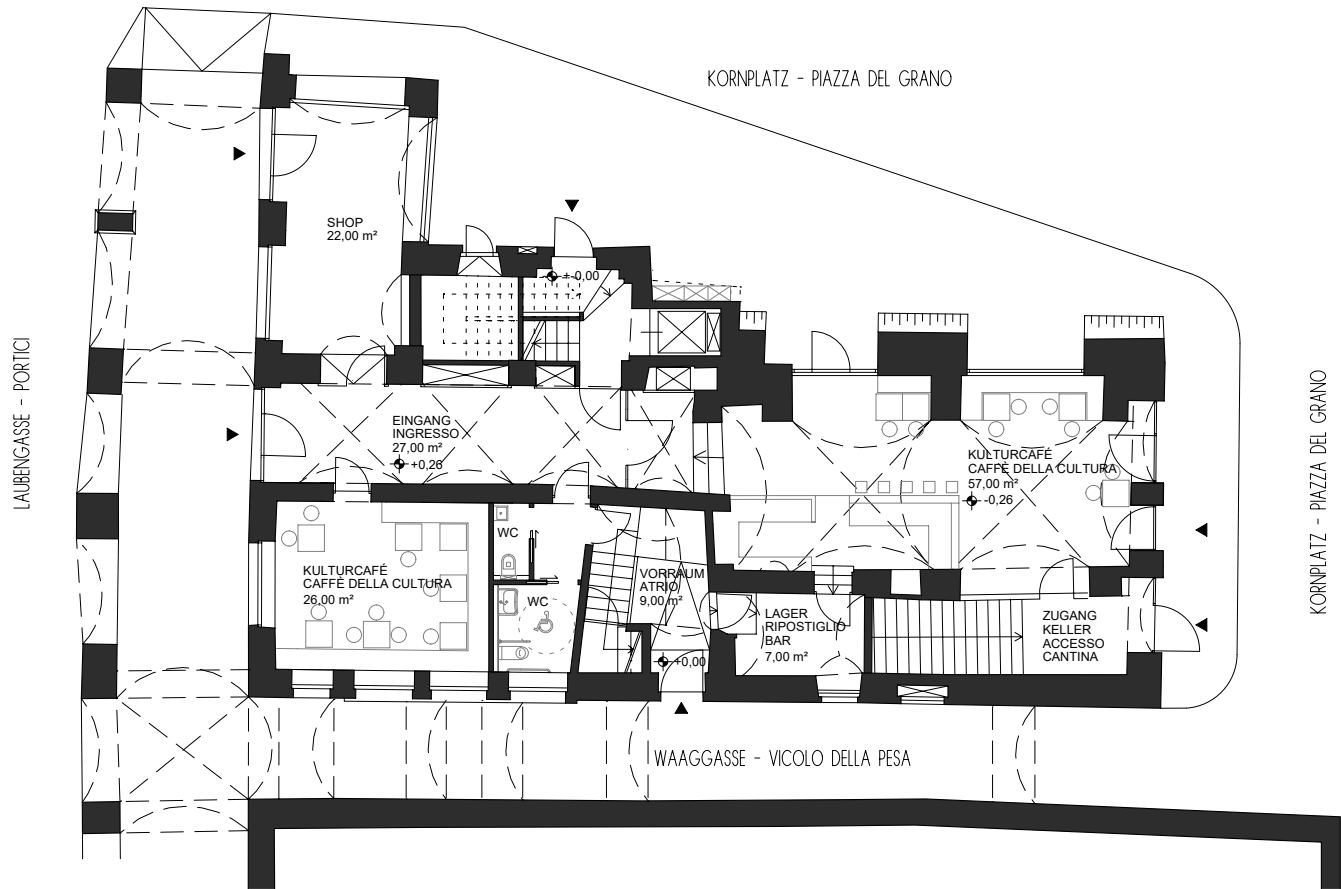 KORNPLATZ - PIAZZA DEL GRANO
SHOP
22,00 m²
+-0,00
LAUBENGASSE - PORTICI
EINGANG
INGRESSO
27,00 m²
+0,26
KULTURCAFÉ
CAFFÈ DELLA CULTURA
57,00 m²
-0,26
KORNPLATZ - PIAZZA DEL GRANO
WC
KULTURCAFÉ
CAFFÈ DELLA CULTURA
26,00 m²
WC
VORRAUM
ATRIO
9,00 m²
LAGER
RIPOSTIGLIO
BAR
7,00 m²
ZUGANG
KELLER
ACCESSO
CANTINA
+0,00
WAAGGASSE - VICOLO DELLA PESA